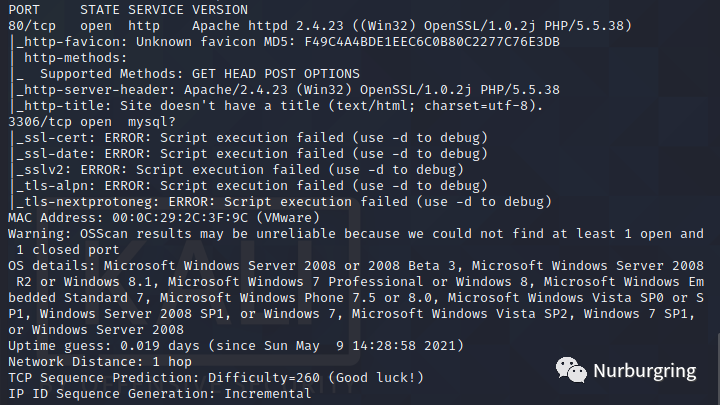 PORT     STATE SERVICE VERSION
80/tcp   open  http    Apache httpd 2.4.23 ((Win32) OpenSSL/1.0.2j PHP/5.5.38)
|_http-favicon: Unknown favicon MD5: F49C4A4BDE1EEC6C0B80C2277C76E3DB
| http-methods:
|_  Supported Methods: GET HEAD POST OPTIONS
|_http-server-header: Apache/2.4.23 (Win32) OpenSSL/1.0.2j PHP/5.5.38
|_http-title: Site doesn't have a title (text/html; charset=utf-8).
3306/tcp open  mysql?
|_ssl-cert: ERROR: Script execution failed (use -d to debug)
|_ssl-date: ERROR: Script execution failed (use -d to debug)
|_sslv2: ERROR: Script execution failed (use -d to debug)
|_tls-alpn: ERROR: Script execution failed (use -d to debug)
|_tls-nextprotoneg: ERROR: Script execution failed (use -d to debug)
MAC Address: 00:0C:29:2C:3F:9C (VMware)
Warning: OSScan results may be unreliable because we could not find at least 1 open and
 1 closed port
OS details: Microsoft Windows Server 2008 or 2008 Beta 3, Microsoft Windows Server 2008
 R2 or Windows 8.1, Microsoft Windows 7 Professional or Windows 8, Microsoft Windows Em
bedded Standard 7, Microsoft Windows Phone 7.5 or 8.0, Microsoft Windows Vista SP0 or S
P1, Windows Server 2008 SP1, or Windows 7, Microsoft Windows Vista SP2, Windows 7 SP1,
or Windows Server 2008
Uptime guess: 0.019 days (since Sun May  9 14:28:58 2021)
Network Distance: 1 hop
TCP Sequence Prediction: Difficulty=260 (Good luck!)
IP ID Sequence Generation: Incremental
Nurburgring
KALI